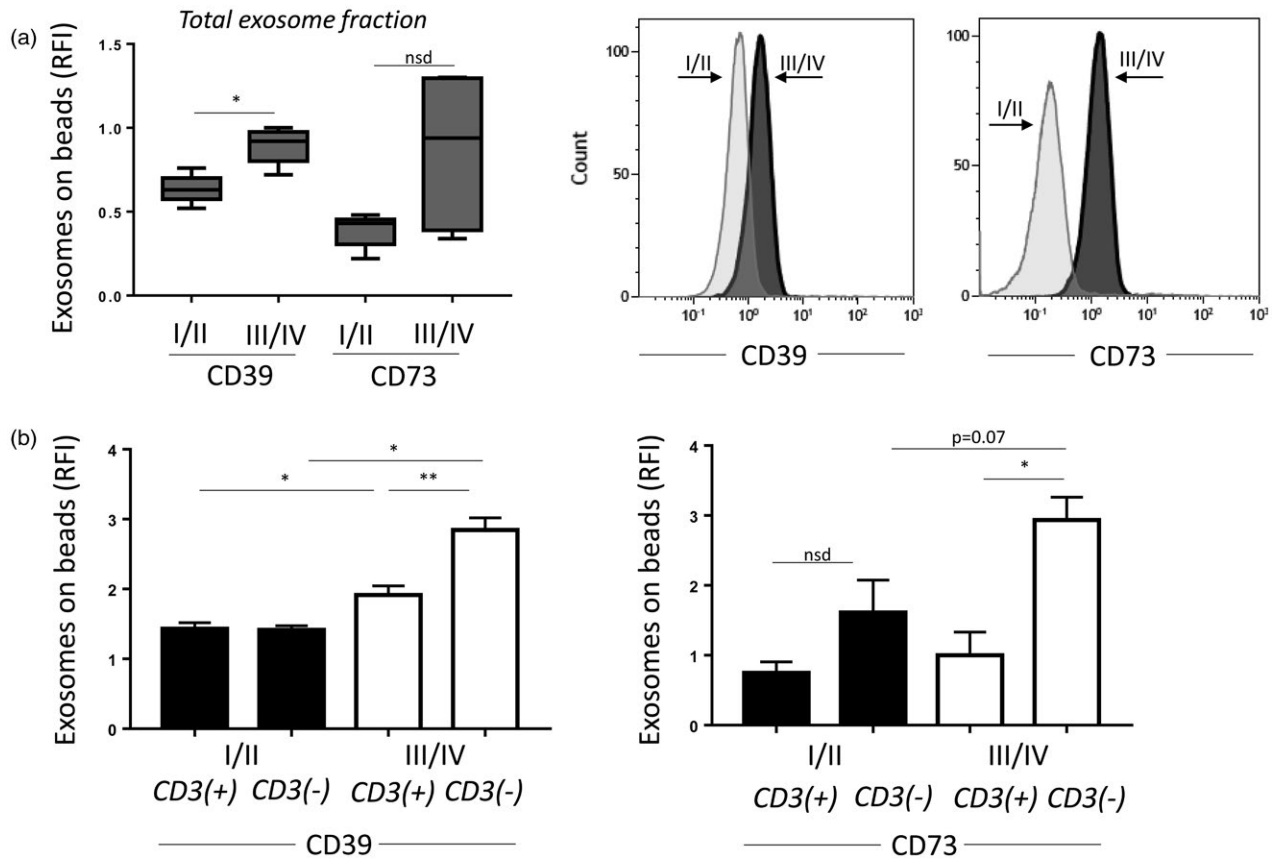 (a)
Total exosome fraction
Exosomes on beads (RFI)
1.5
1.0
0.5
0.0
*
nsd
I/II III/IV I/II III/IV
CD39 CD73
Count
100
50
0
I/II
III/IV
10-1 100 101 102 103
CD39
100
50
0
I/II
III/IV
10-1 100 101 102 103
CD73
(b)
Exosomes on beads (RFI)
4
3
2
1
0
*
*
**
I/II III/IV
CD3(+) CD3(-) CD3(+) CD3(-)
CD39
Exosomes on beads (RFI)
4
3
2
1
0
p=0.07
*
nsd
I/II III/IV
CD3(+) CD3(-) CD3(+) CD3(-)
CD73